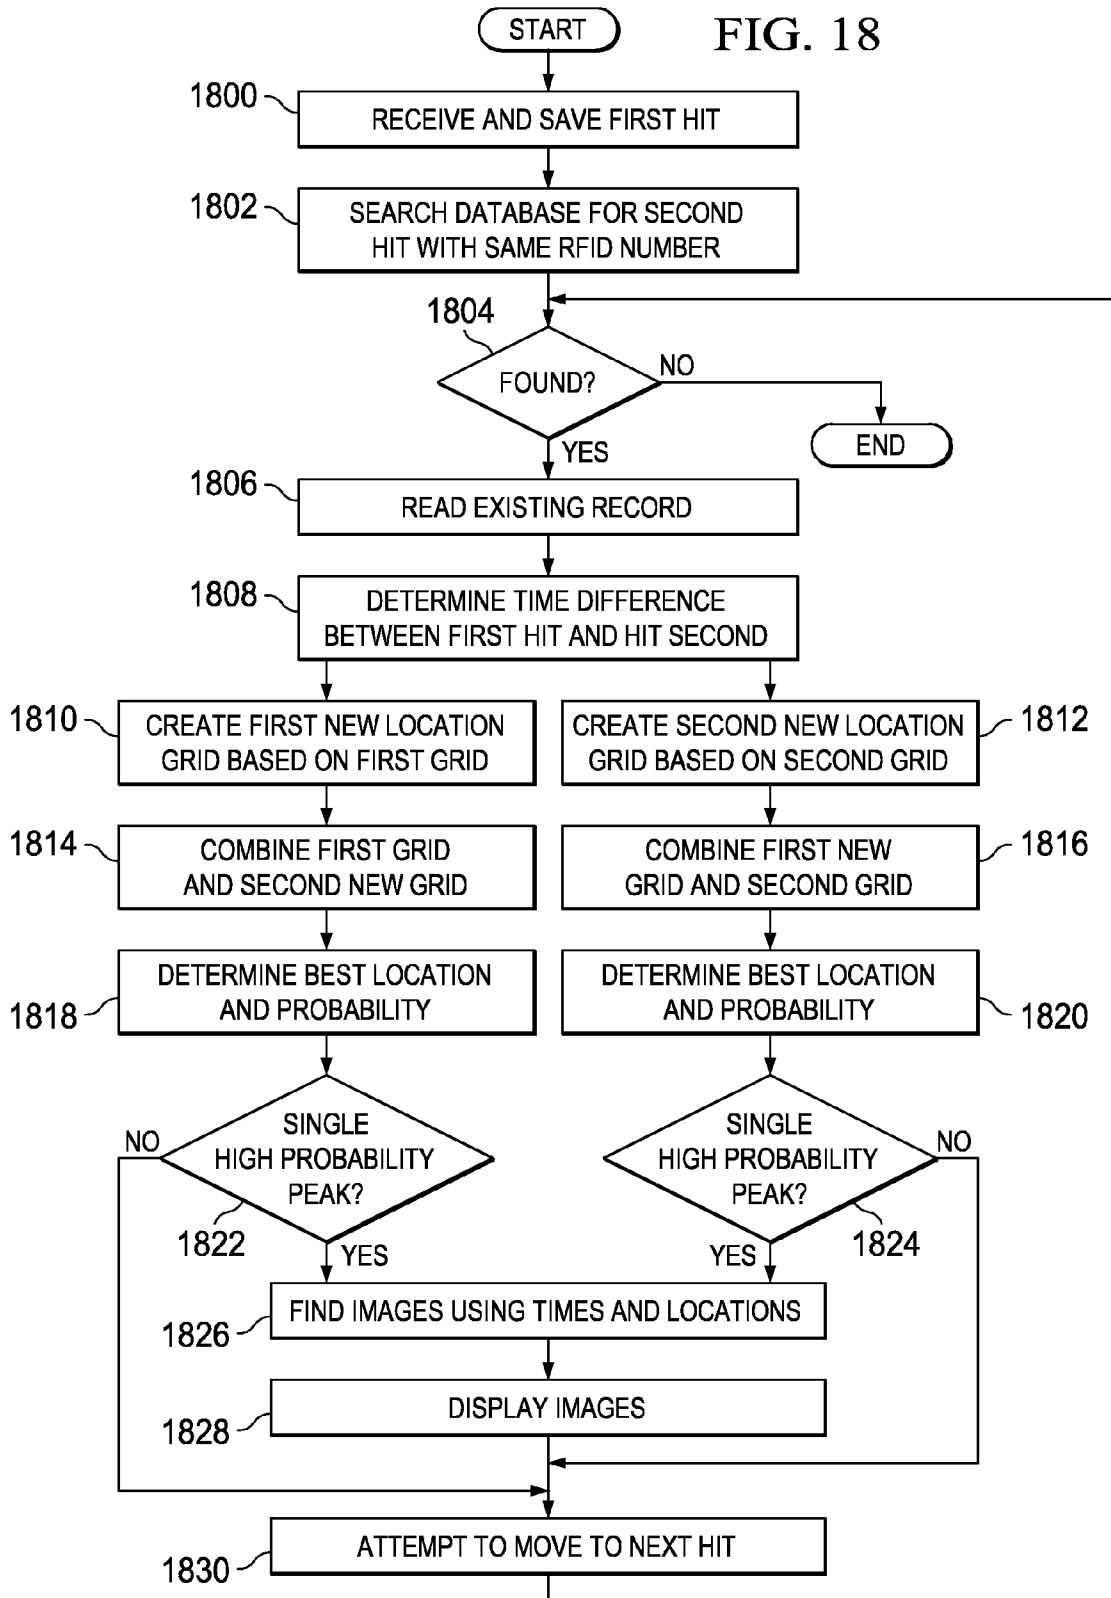 START
FIG. 18
1800
RECEIVE AND SAVE FIRST HIT
1802
SEARCH DATABASE FOR SECOND
HIT WITH SAME RFID NUMBER
1804
FOUND?
NO
END
YES
1806
READ EXISTING RECORD
1808
DETERMINE TIME DIFFERENCE
BETWEEN FIRST HIT AND HIT SECOND
1810
CREATE FIRST NEW LOCATION
GRID BASED ON FIRST GRID
CREATE SECOND NEW LOCATION
GRID BASED ON SECOND GRID
1812
1814
COMBINE FIRST GRID
AND SECOND NEW GRID
COMBINE FIRST NEW
GRID AND SECOND GRID
1816
DETERMINE BEST LOCATION
AND PROBABILITY
1818
DETERMINE BEST LOCATION
AND PROBABILITY
1820
NO
SINGLE
HIGH PROBABILITY
PEAK?
1822
YES
SINGLE
HIGH PROBABILITY
PEAK?
NO
1824
YES
FIND IMAGES USING TIMES AND LOCATIONS
1826
DISPLAY IMAGES
1828
ATTEMPT TO MOVE TO NEXT HIT
1830